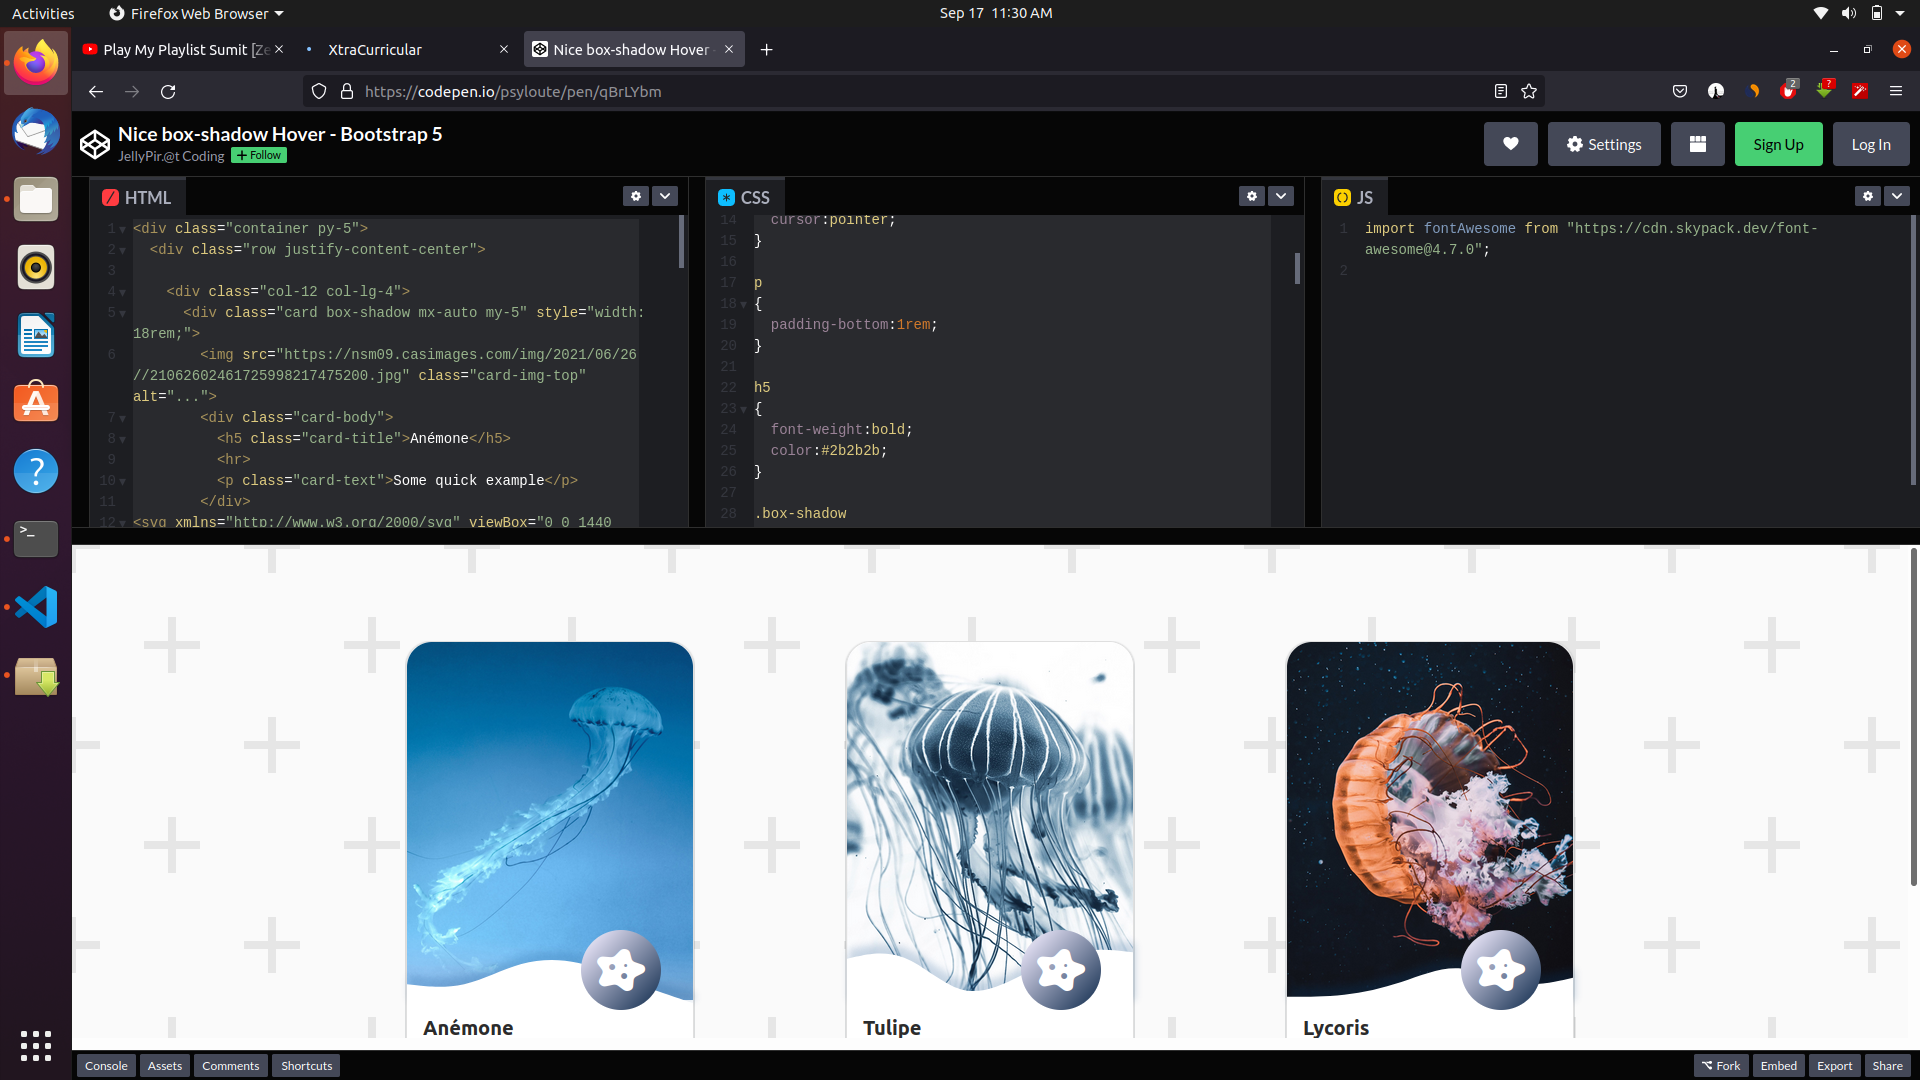 Activities
Firefox Web Browser
Sep 17 11:30 AM
Play My Playlist Sumit [Ze
XtraCurricular
Nice box-shadow Hover
https://codepen.io/psyloute/pen/qBrLYbm
2
?
Nice box-shadow Hover - Bootstrap 5
JellyPir.@t Coding
+ Follow
Settings
Sign Up
Log In
HTML
1 <div class="container py-5">
2 <div class="row justify-content-center">
3
4 <div class="col-12 col-lg-4">
5 <div class="card box-shadow mx-auto my-5" style="width:
18rem;">
6 <img src="https://nsm09.casimages.com/img/2021/06/26
//21062602461725998217475200.jpg" class="card-img-top"
alt="...">
7 <div class="card-body">
8 <h5 class="card-title">Anémone</h5>
9 <hr>
10 <p class="card-text">Some quick example</p>
11 </div>
12 <svg xmlns="http://www.w3.org/2000/svg" viewBox="0 0 1440
CSS
14 cursor:pointer;
15 }
16
17 p
18 {
19 padding-bottom:1rem;
20 }
21
22 h5
23 {
24 font-weight:bold;
25 color:#2b2b2b;
26 }
27
28 .box-shadow
JS
1 import fontAwesome from "https://cdn.skypack.dev/font-
awesome@4.7.0";
2
Anémone
Tulipe
Lycoris
Console
Assets
Comments
Shortcuts
Fork
Embed
Export
Share